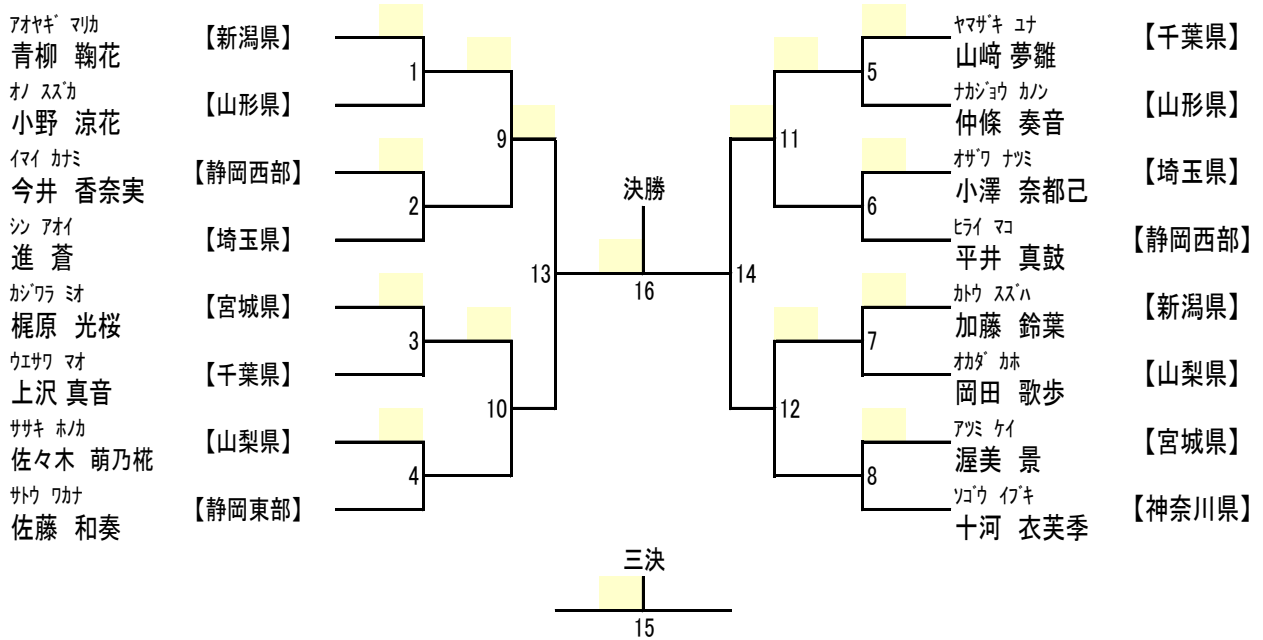 ｱｵﾔｷﾞ ﾏﾘｶ
青柳 鞠花 【新潟県】
ｵﾉ ｽｽﾞｶ
小野 涼花 【山形県】
ｲﾏｲ ｶﾅﾐ
今井 香奈実 【静岡西部】
ｼﾝ ｱｵｲ
進 蒼 【埼玉県】
ｶｼﾞﾜﾗ ﾐｵ
梶原 光桜 【宮城県】
ｳｴｻﾜ ﾏｵ
上沢 真音 【千葉県】
ｻｻｷ ﾎﾉｶ
佐々木 萌乃椛 【山梨県】
ｻﾄｳ ﾜｶﾅ
佐藤 和奏 【静岡東部】
1
2
3
4
9
10
13
決勝
16
三決
15
14
11
12
5
6
7
8
ﾔﾏｻﾞｷ ﾕﾅ
山﨑 夢雛 【千葉県】
ﾅｶｼﾞｮｳ ｶﾉﾝ
仲條 奏音 【山形県】
ｵｻﾞﾜ ﾅﾂﾐ
小澤 奈都己 【埼玉県】
ﾋﾗｲ ﾏｺ
平井 真鼓 【静岡西部】
ｶﾄｳ ｽｽﾞﾊ
加藤 鈴葉 【新潟県】
ｵｶﾀﾞ ｶﾎ
岡田 歌歩 【山梨県】
ｱﾂﾐ ｹｲ
渥美 景 【宮城県】
ｿｺﾞｳ ｲﾌﾞｷ
十河 衣芙季 【神奈川県】